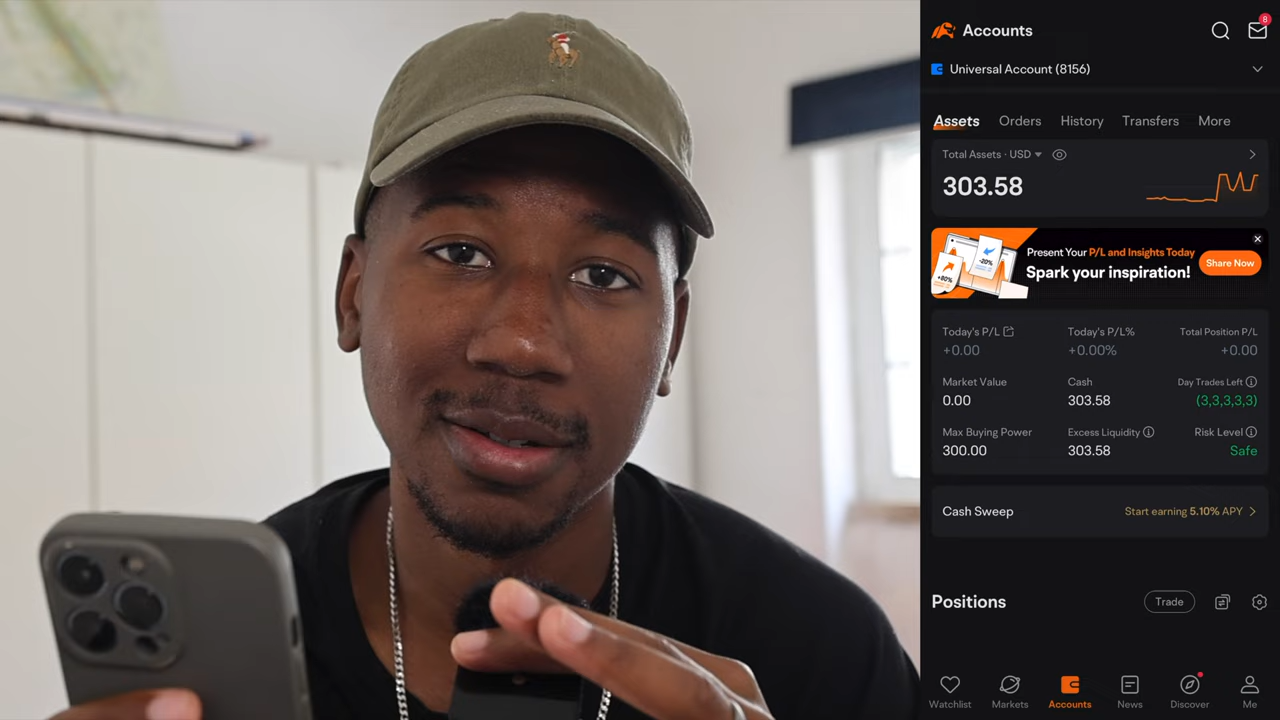 Accounts
8
Universal Account (8156)
Assets Orders History Transfers More
Total Assets · USD
303.58
Present Your P/L and Insights Today
Spark your inspiration!
Share Now
-20%
+80%
Today's P/L Today's P/L% Total Position P/L
+0.00 +0.00% +0.00
Market Value Cash Day Trades Left
0.00 303.58 (3,3,3,3,3)
Max Buying Power Excess Liquidity Risk Level
300.00 303.58 Safe
Cash Sweep Start earning 5.10% APY
Positions Trade
Watchlist Markets Accounts News Discover Me